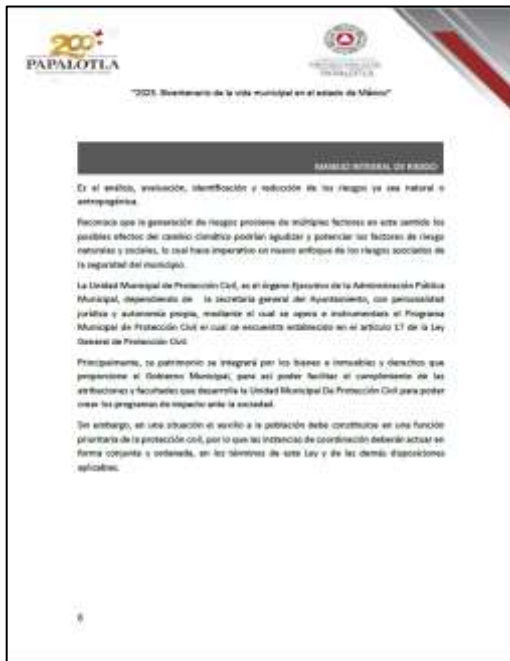 200
PAPALOTLA
PAPALOTLA
"2025. Bicentenario de la vida municipal en el estado de México"
MANEJO INTEGRAL DE RIESGO
Es el análisis, evaluación, identificación y reducción de los riesgos ya sea natural o
antropogénica.
Reconoce que la generación de riesgos proviene de múltiples factores en este sentido los
posibles efectos del cambio climático podrían agudizar y potenciar los factores de riesgo
naturales y sociales, lo cual hace imperativo un nuevo enfoque de los riesgos asociados de
la seguridad del municipio.
La Unidad Municipal de Protección Civil, es el órgano Ejecutivo de la Administración Pública
Municipal, dependiendo de la secretaria general del Ayuntamiento, con personalidad
jurídica y autonomía propia, mediante el cual se opera e instrumentara el Programa
Municipal de Protección Civil el cual se encuentra establecido en el artículo 17 de la Ley
General de Protección Civil.
Principalmente, su patrimonio se integrará por los bienes e inmuebles y derechos que
proporcione el Gobierno Municipal, para así poder facilitar el cumplimiento de las
atribuciones y facultades que desarrolla la Unidad Municipal De Protección Civil para poder
crear los programas de impacto ante la sociedad.
Sin embargo, en una situación el auxilio a la población debe constituirse en una función
prioritaria de la protección civil, por lo que las instancias de coordinación deberán actuar en
forma conjunta y ordenada, en los términos de esta Ley y de las demás disposiciones
aplicables.